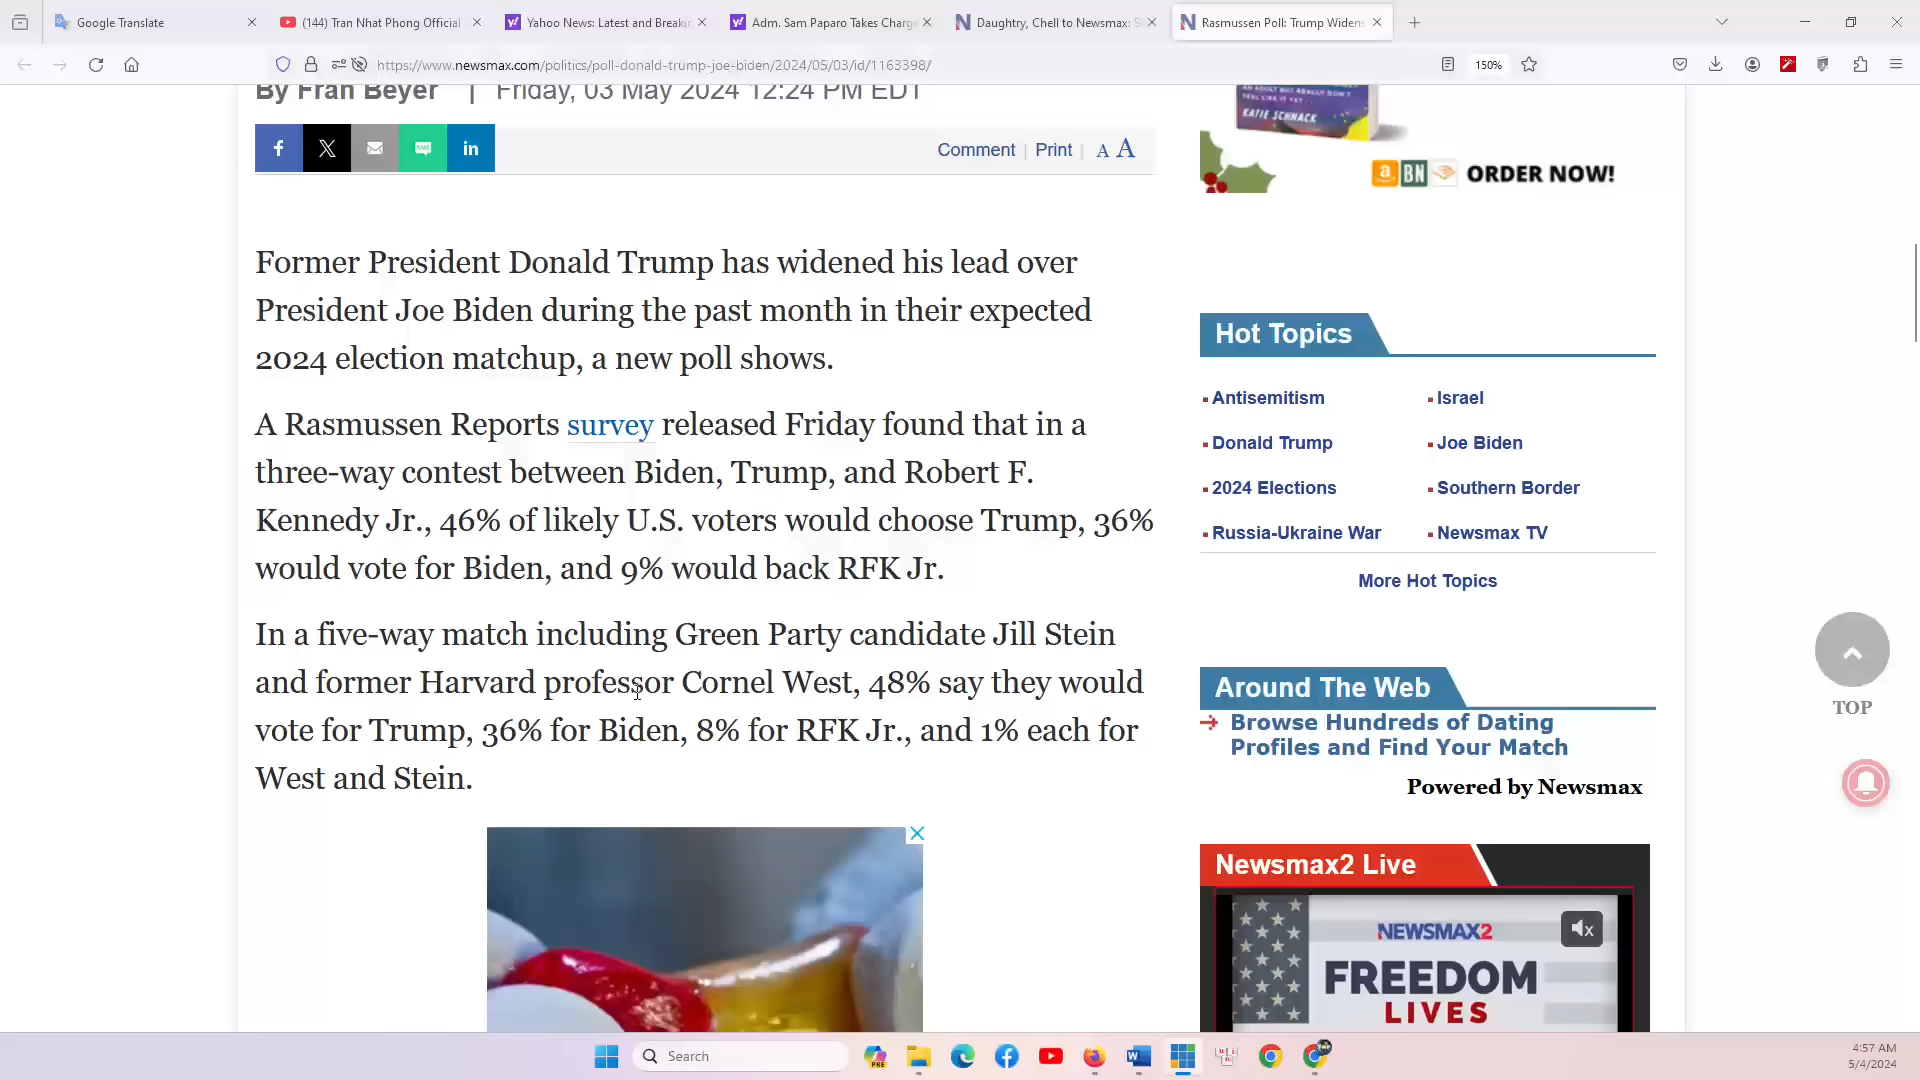 Google Translate
(144) Tran Nhat Phong Official
Yahoo News: Latest and Breakin
Adm. Sam Paparo Takes Charge
Daughtry, Chell to Newsmax: S
Rasmussen Poll: Trump Widens
https://www.newsmax.com/politics/poll-donald-trump-joe-biden/2024/05/03/id/1163398/
150%
By Fran Beyer | Friday, 03 May 2024 12:24 PM EDT
Comment | Print | A A
Former President Donald Trump has widened his lead over
President Joe Biden during the past month in their expected
2024 election matchup, a new poll shows.
A Rasmussen Reports survey released Friday found that in a
three-way contest between Biden, Trump, and Robert F.
Kennedy Jr., 46% of likely U.S. voters would choose Trump, 36%
would vote for Biden, and 9% would back RFK Jr.
In a five-way match including Green Party candidate Jill Stein
and former Harvard professor Cornel West, 48% say they would
vote for Trump, 36% for Biden, 8% for RFK Jr., and 1% each for
West and Stein.
FEEL LIKE IT YET
KATIE SCHNACK
BN
ORDER NOW!
Hot Topics
Antisemitism
Israel
Donald Trump
Joe Biden
2024 Elections
Southern Border
Russia-Ukraine War
Newsmax TV
More Hot Topics
Around The Web
Browse Hundreds of Dating
Profiles and Find Your Match
Powered by Newsmax
Newsmax2 Live
NEWSMAX2
FREEDOM
LIVES
TOP
Search
4:57 AM
5/4/2024